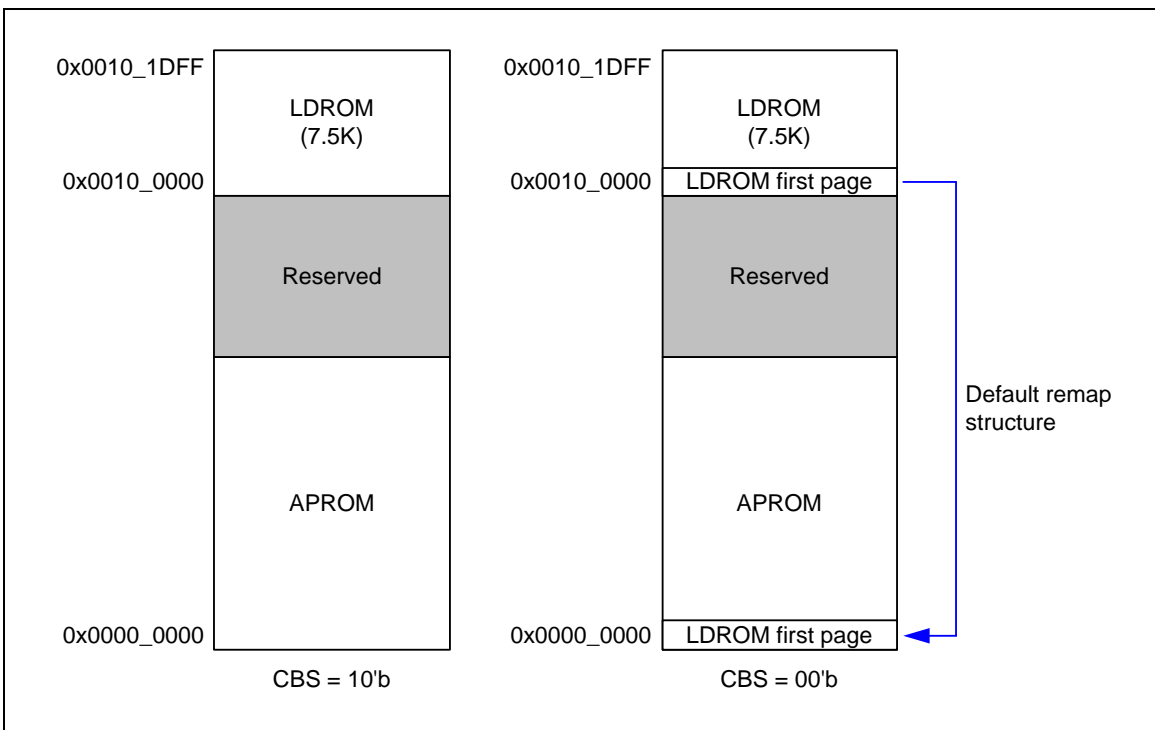 0x0010_1DFF
LDROM
(7.5K)
0x0010_0000
Reserved
APROM
0x0000_0000
CBS = 10'b
0x0010_1DFF
LDROM
(7.5K)
0x0010_0000
LDROM first page
Reserved
Default remap
structure
APROM
0x0000_0000
LDROM first page
CBS = 00'b